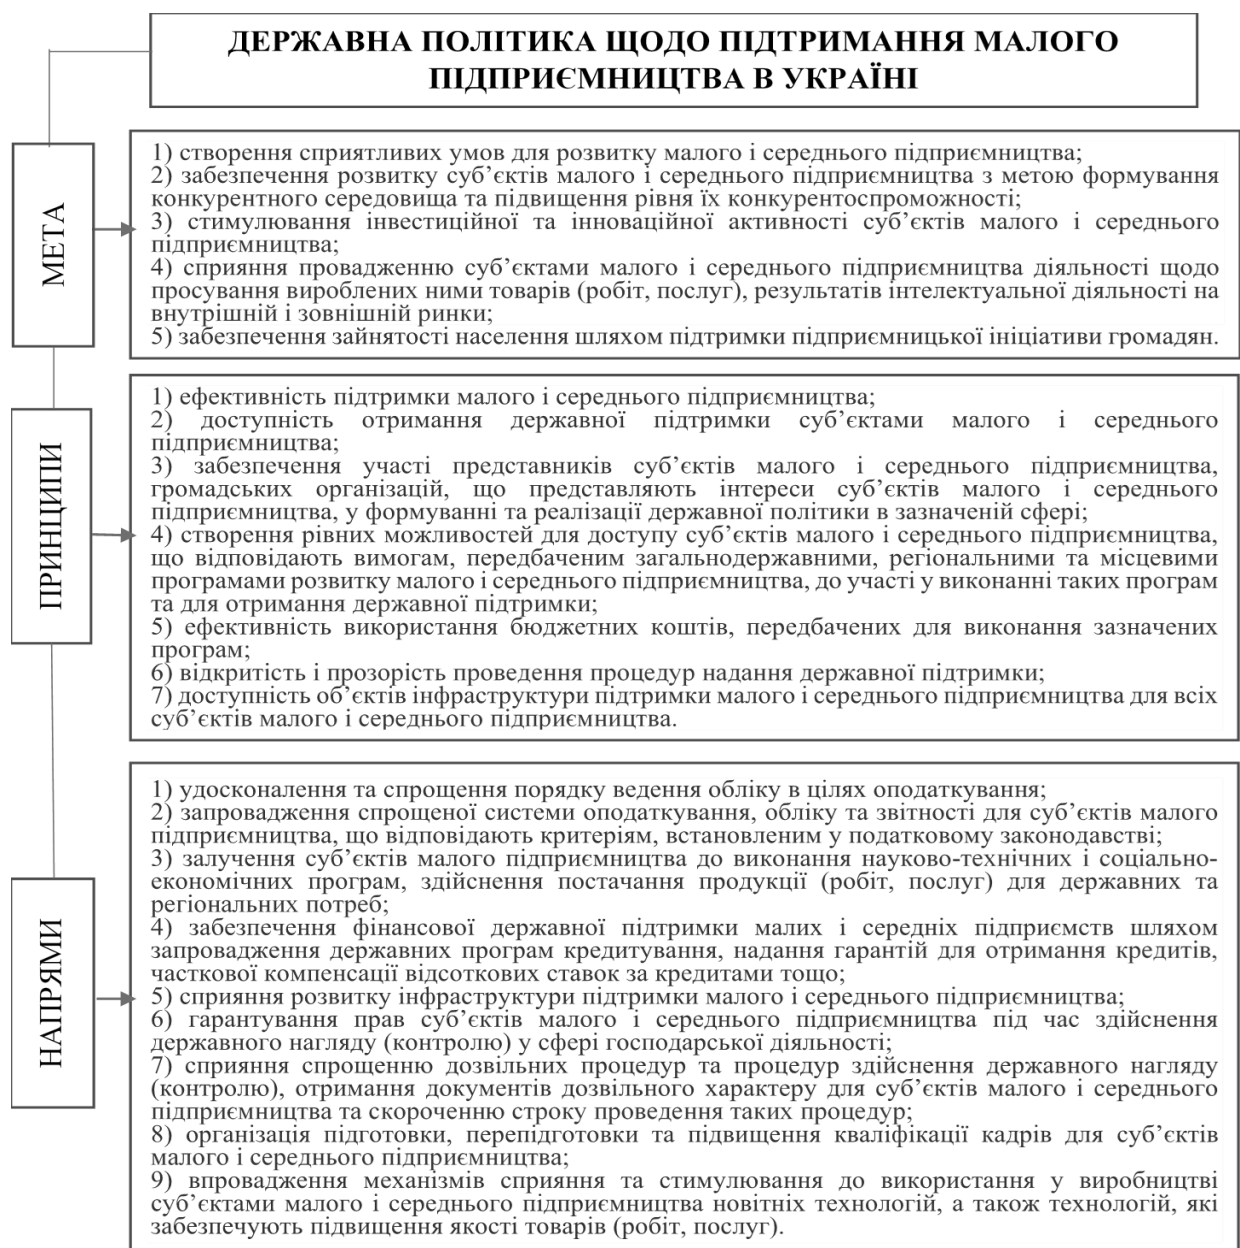 ДЕРЖАВНА ПОЛІТИКА ЩОДО ПІДТРИМАННЯ МАЛОГО
ПІДПРИЄМНИЦТВА В УКРАЇНІ
МЕТА
1) створення сприятливих умов для розвитку малого і середнього підприємництва;
2) забезпечення розвитку суб’єктів малого і середнього підприємництва з метою формування
конкурентного середовища та підвищення рівня їх конкурентоспроможності;
3) стимулювання інвестиційної та інноваційної активності суб’єктів малого і середнього
підприємництва;
4) сприяння провадженню суб’єктами малого і середнього підприємництва діяльності щодо
просування вироблених ними товарів (робіт, послуг), результатів інтелектуальної діяльності на
внутрішній і зовнішній ринки;
5) забезпечення зайнятості населення шляхом підтримки підприємницької ініціативи громадян.
ПРИНЦИПИ
1) ефективність підтримки малого і середнього підприємництва;
2) доступність отримання державної підтримки суб’єктами малого і середнього
підприємництва;
3) забезпечення участі представників суб’єктів малого і середнього підприємництва,
громадських організацій, що представляють інтереси суб’єктів малого і середнього
підприємництва, у формуванні та реалізації державної політики в зазначеній сфері;
4) створення рівних можливостей для доступу суб’єктів малого і середнього підприємництва,
що відповідають вимогам, передбаченим загальнодержавними, регіональними та місцевими
програмами розвитку малого і середнього підприємництва, до участі у виконанні таких програм
та для отримання державної підтримки;
5) ефективність використання бюджетних коштів, передбачених для виконання зазначених
програм;
6) відкритість і прозорість проведення процедур надання державної підтримки;
7) доступність об’єктів інфраструктури підтримки малого і середнього підприємництва для всіх
суб’єктів малого і середнього підприємництва.
НАПРЯМИ
1) удосконалення та спрощення порядку ведення обліку в цілях оподаткування;
2) запровадження спрощеної системи оподаткування, обліку та звітності для суб’єктів малого
підприємництва, що відповідають критеріям, встановленим у податковому законодавстві;
3) залучення суб’єктів малого підприємництва до виконання науково-технічних і соціально-
економічних програм, здійснення постачання продукції (робіт, послуг) для державних та
регіональних потреб;
4) забезпечення фінансової державної підтримки малих і середніх підприємств шляхом
запровадження державних програм кредитування, надання гарантій для отримання кредитів,
часткової компенсації відсоткових ставок за кредитами тощо;
5) сприяння розвитку інфраструктури підтримки малого і середнього підприємництва;
6) гарантування прав суб’єктів малого і середнього підприємництва під час здійснення
державного нагляду (контролю) у сфері господарської діяльності;
7) сприяння спрощенню дозвільних процедур та процедур здійснення державного нагляду
(контролю), отримання документів дозвільного характеру для суб’єктів малого і середнього
підприємництва та скороченню строку проведення таких процедур;
8) організація підготовки, перепідготовки та підвищення кваліфікації кадрів для суб’єктів
малого і середнього підприємництва;
9) впровадження механізмів сприяння та стимулювання до використання у виробництві
суб’єктами малого і середнього підприємництва новітніх технологій, а також технологій, які
забезпечують підвищення якості товарів (робіт, послуг).